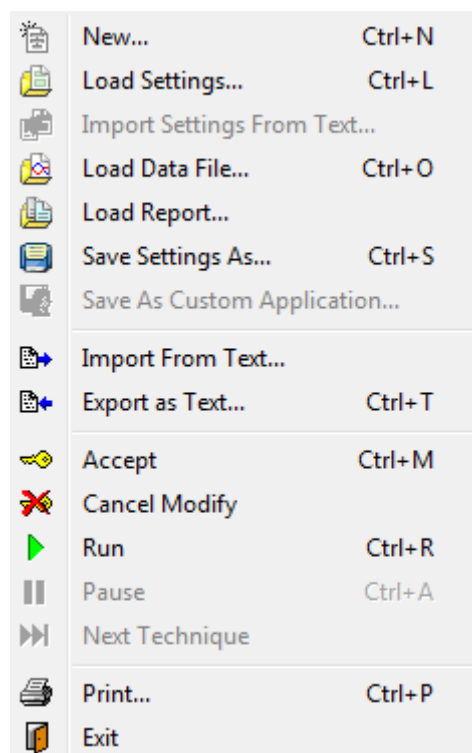 New... Ctrl+N
Load Settings... Ctrl+L
Import Settings From Text...
Load Data File... Ctrl+O
Load Report...
Save Settings As... Ctrl+S
Save As Custom Application...
Import From Text...
Export as Text... Ctrl+T
Accept Ctrl+M
Cancel Modify
Run Ctrl+R
Pause Ctrl+A
Next Technique
Print... Ctrl+P
Exit